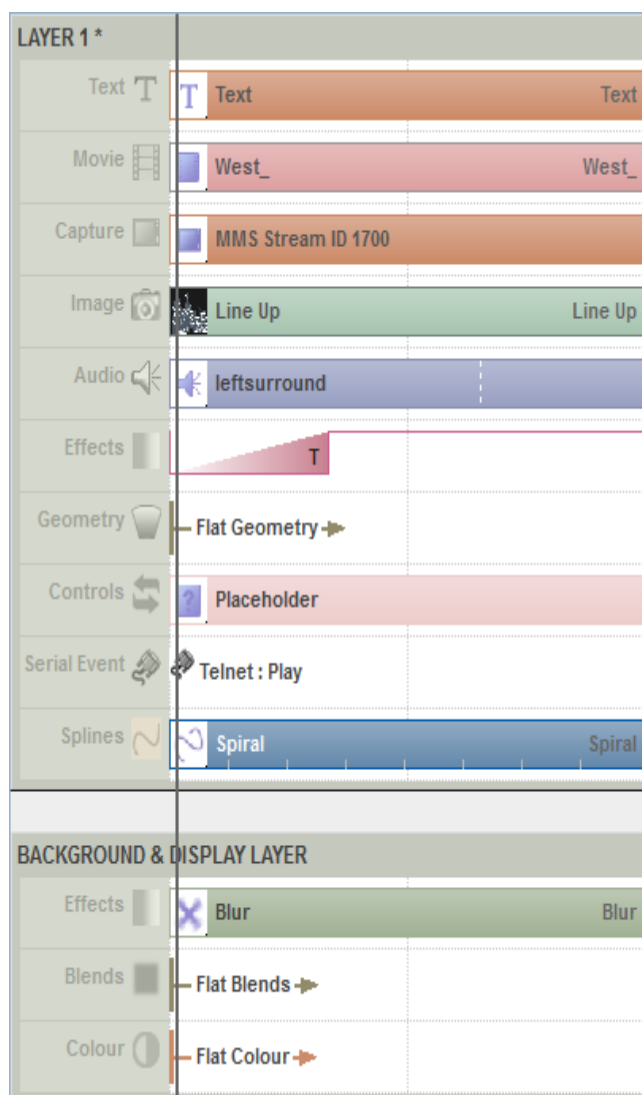 LAYER 1 *
Text T T Text Text
Movie West_ West_
Capture MMS Stream ID 1700
Image Line Up Line Up
Audio leftsurround
Effects T
Geometry Flat Geometry
Controls ? Placeholder
Serial Event Telnet : Play
Splines Spiral Spiral
BACKGROUND & DISPLAY LAYER
Effects Blur Blur
Blends Flat Blends
Colour Flat Colour